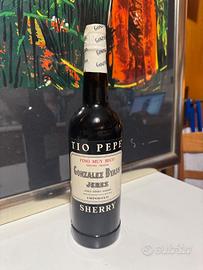 TIO PEPE
FINO MUY SECO
GONZALEZ BYASS
JEREZ
SHERRY
subito